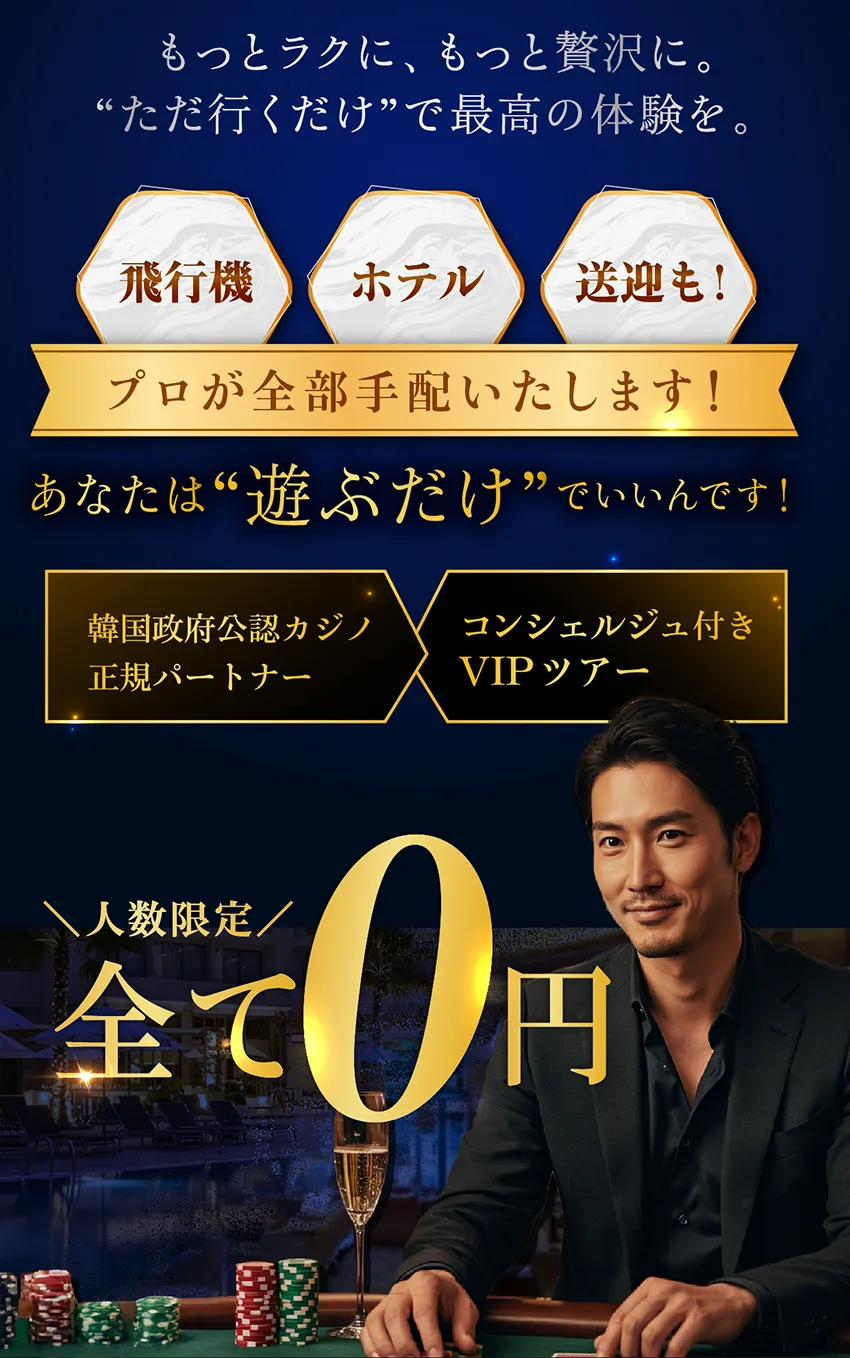 もっとラクに、もっと贅沢に。
“ただ行くだけ”で最高の体験を。
飛行機
ホテル
送迎も!
プロが全部手配いたします!
あなたは“遊ぶだけ”でいいんです!
韓国政府公認カジノ
正規パートナー
コンシェルジュ付き
VIPツアー
\人数限定/
全て0円